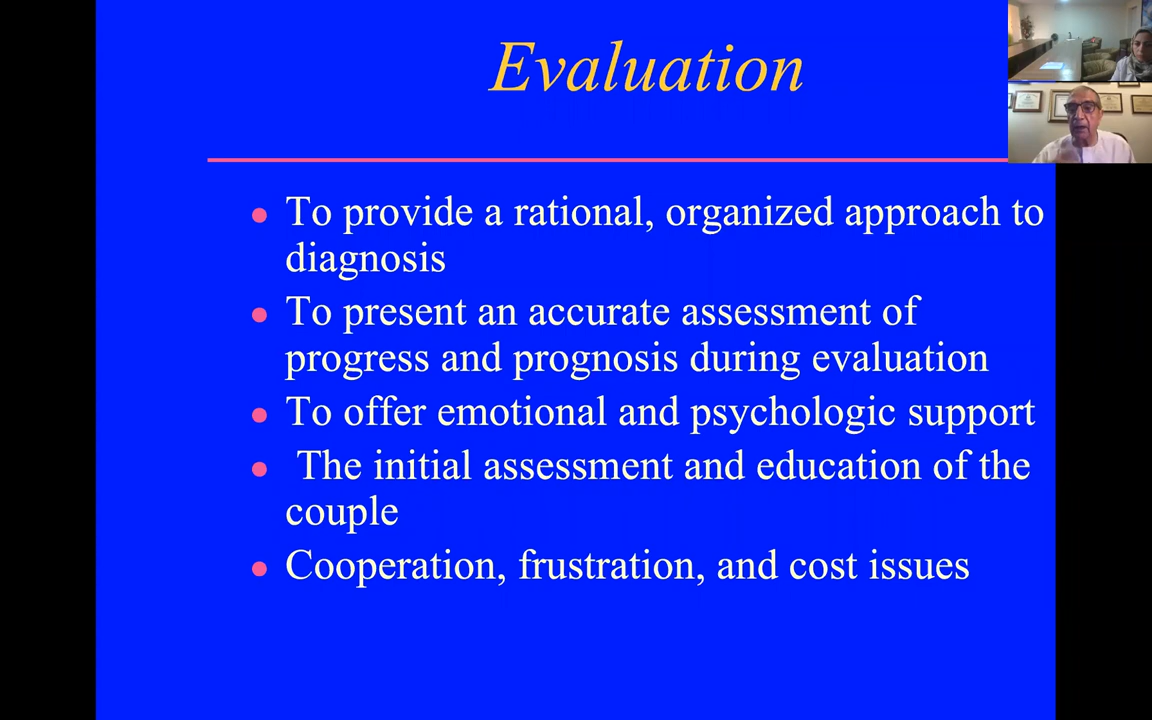 Evaluation
To provide a rational, organized approach to
diagnosis
To present an accurate assessment of
progress and prognosis during evaluation
To offer emotional and psychologic support
The initial assessment and education of the
couple
Cooperation, frustration, and cost issues